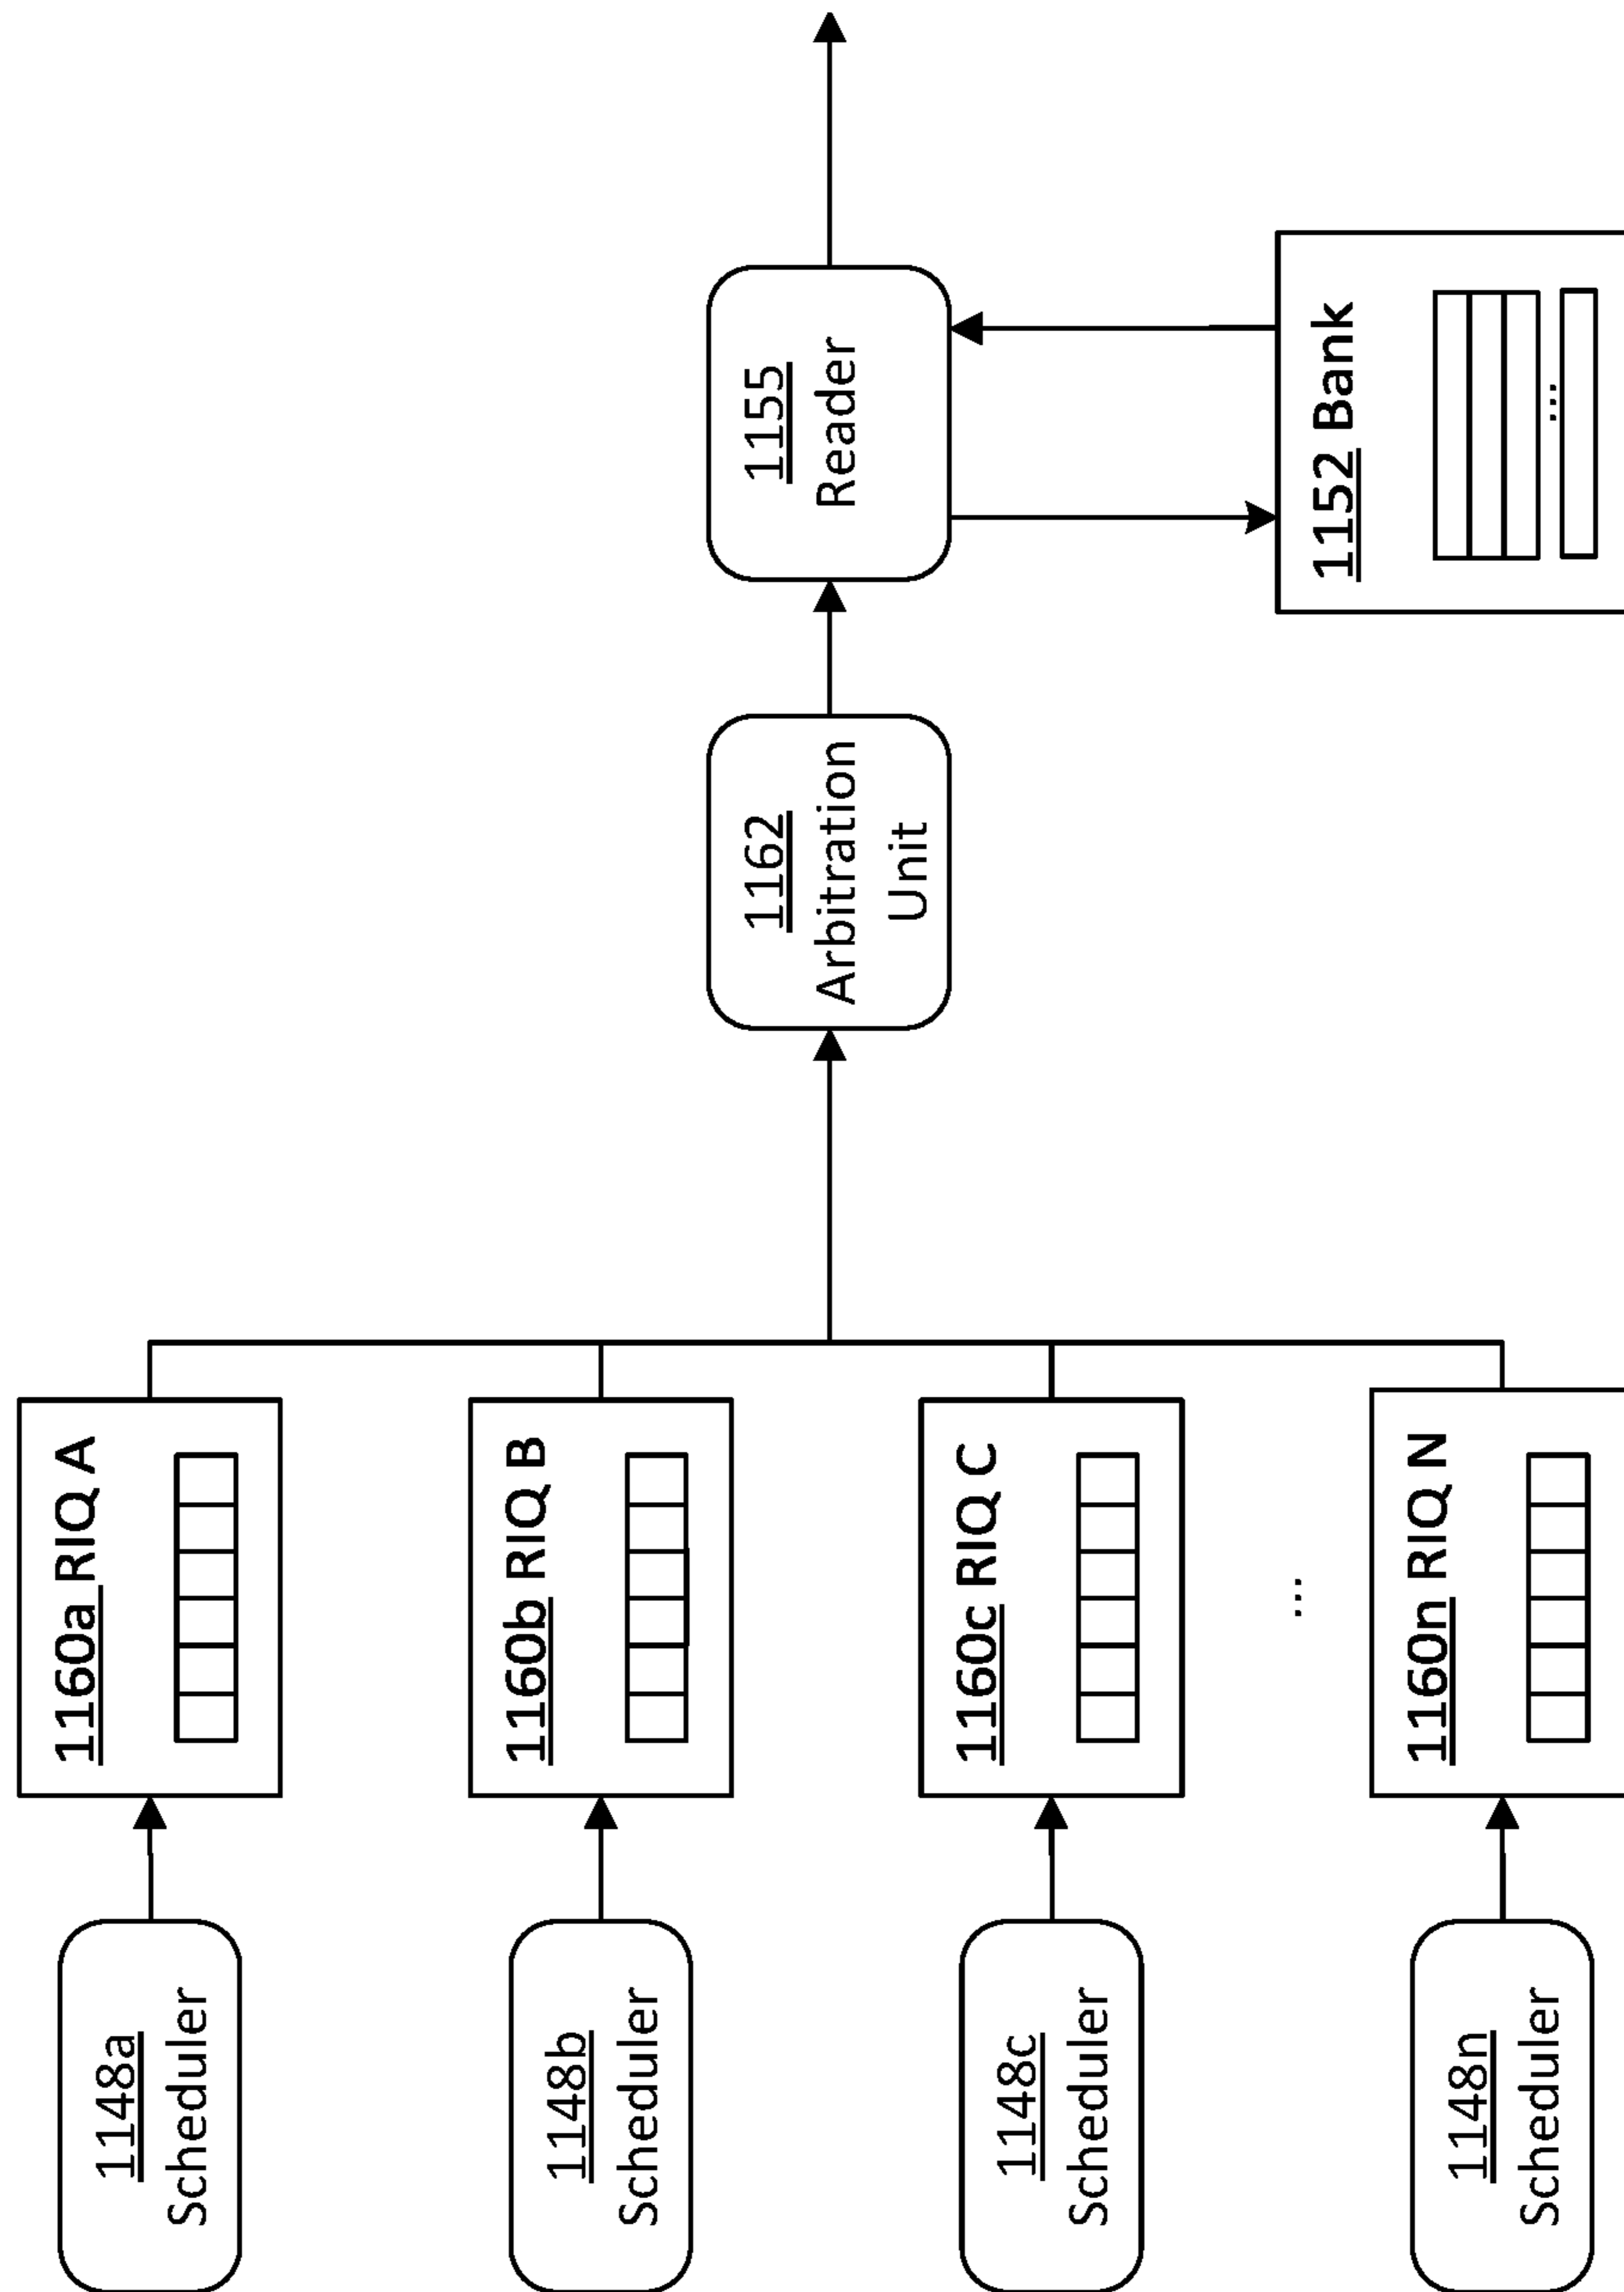 1148a
Scheduler
1160a RIQ A
1148b
Scheduler
1160b RIQ B
1148c
Scheduler
1160c RIQ C
...
1148n
Scheduler
1160n RIQ N
1162
Arbitration
Unit
1155
Reader
1152 Bank
...